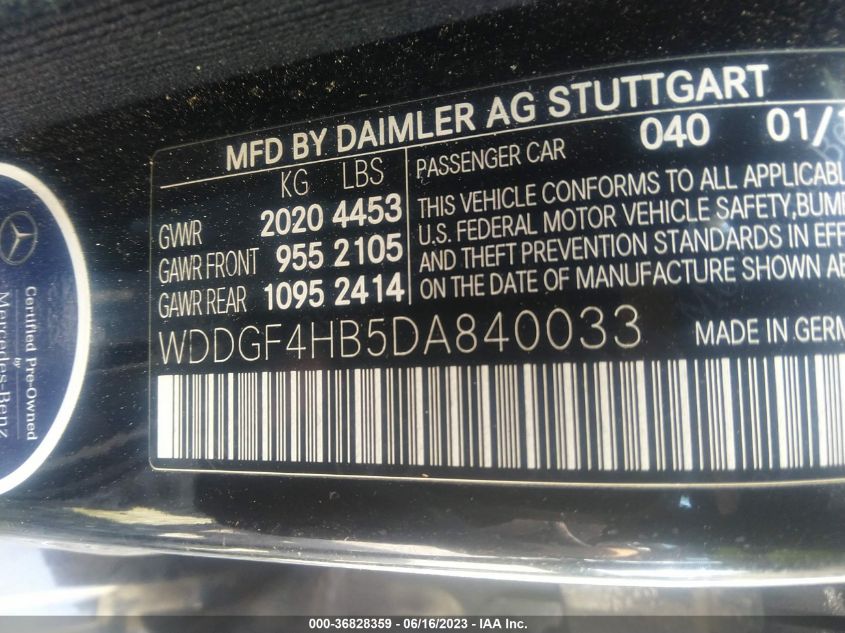 MFD BY DAIMLER AG STUTTGART
040 01/1
KG LBS
GVWR 2020 4453
GAWR FRONT 955 2105
GAWR REAR 1095 2414
PASSENGER CAR
THIS VEHICLE CONFORMS TO ALL APPLICABL
U.S. FEDERAL MOTOR VEHICLE SAFETY, BUM
AND THEFT PREVENTION STANDARDS IN EFF
ON THE DATE OF MANUFACTURE SHOWN AB
WDDGF4HB5DA840033 MADE IN GERM
Certified Pre-Owned
by
Mercedes-Benz
000-36828359 - 06/16/2023 - IAA Inc.